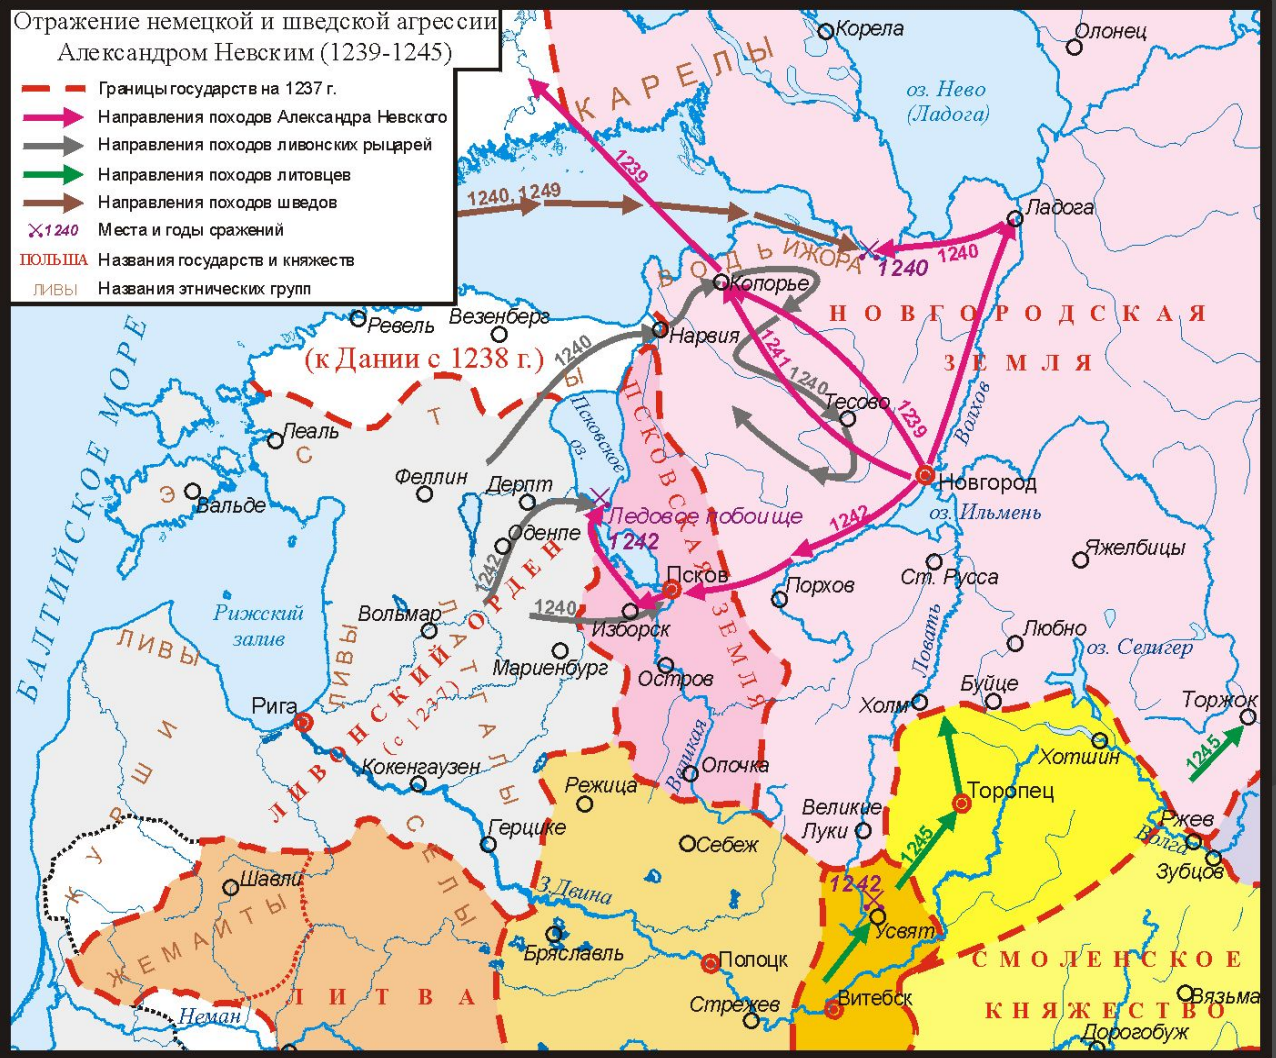 Отражение немецкой и шведской агрессии
Александром Невским (1239-1245)
Границы государств на 1237 г.
Направления походов Александра Невского
Направления походов ливонских рыцарей
Направления походов литовцев
Направления походов шведов
1240 Места и годы сражений
ПОЛЬША Названия государств и княжеств
ЛИВЫ Названия этнических групп
КАРЕЛЫ
Корела
Олонец
оз. Нево
(Ладога)
1239
1240, 1249
Ладога
1240
1240
ВОДЬ
ИЖОРА
Колорье
НОВГОРОДСКАЯ
ЗЕМЛЯ
БАЛТИЙСКОЕ МОРЕ
Ревель
Везенберг
Нарвия
(к Дании с 1238 г.)
1240
1241
1240
Тесово
1239
Волхов
ЭСТЫ
Псковское
оз.
ПСКОВСКАЯ ЗЕМЛЯ
Леаль
Вальде
Феллин
Дерпт
Оденпе
Новгород
оз. Ильмень
1242
Ледовое побоище
1242
1242
Псков
Порхов
Ст. Русса
Яжелбицы
Рижский
залив
Вольмар
1240
Изборск
Мариенбург
Остров
Ловать
Любно
оз. Селигер
ЛИВЫ
ЛИВЫ
ЛАТГАЛЫ
ЛИВОНСКИЙ ОРДЕН
(с 1237)
Рига
Холм
Буйце
Торжок
1245
Хотшин
КУРШИ
Кокенгаузен
Великая
Опочка
Режица
Торопец
Великие
Луки
Ржев
Волга
Зубцов
Герцике
СЕЛЫ
Себеж
1245
Шавли
ЖЕМАЙТЫ
З.Двина
1242
Усвят
Бряславль
Полоцк
СМОЛЕНСКОЕ
КНЯЖЕСТВО
ЛИТВА
Неман
Стрежев
Витебск
Вязьма
Дорогобуж